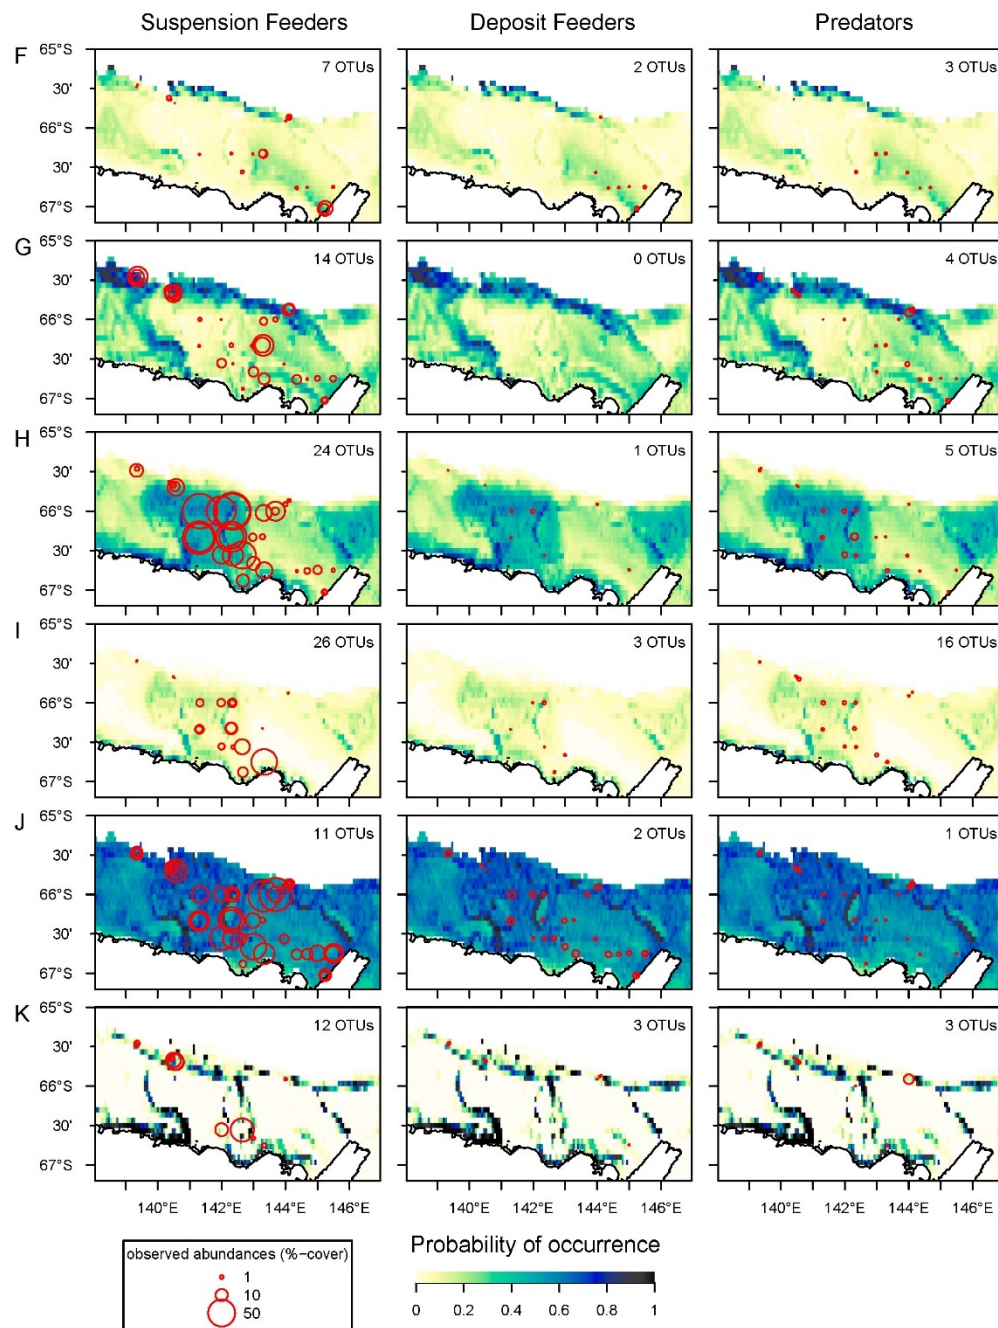 Suspension Feeders Deposit Feeders Predators
F 65°S 7 OTUs 2 OTUs 3 OTUs
30'
66°S
30'
67°S
G 65°S 14 OTUs 0 OTUs 4 OTUs
30'
66°S
30'
67°S
H 65°S 24 OTUs 1 OTUs 5 OTUs
30'
66°S
30'
67°S
I 65°S 26 OTUs 3 OTUs 16 OTUs
30'
66°S
30'
67°S
J 65°S 11 OTUs 2 OTUs 1 OTUs
30'
66°S
30'
67°S
K 65°S 12 OTUs 3 OTUs 3 OTUs
30'
66°S
30'
67°S
140°E 142°E 144°E 146°E 140°E 142°E 144°E 146°E 140°E 142°E 144°E 146°E
observed abundances (%−cover)
1
10
50
Probability of occurrence
0 0.2 0.4 0.6 0.8 1